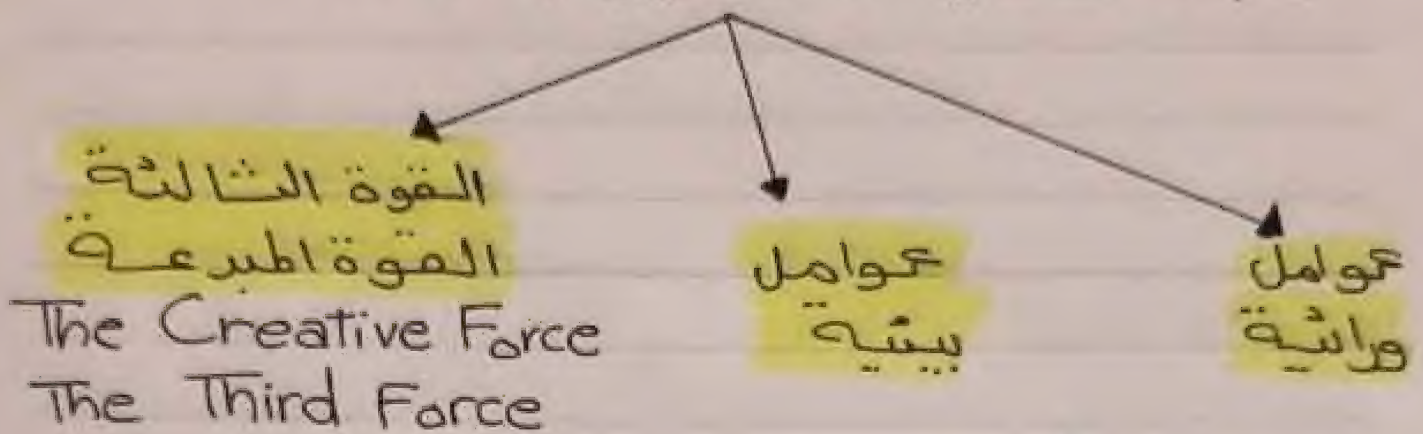 عوامل
وراثية
عوامل
بيئية
القوة الثالثة
القوة المبدعة
The Creative Force
The Third Force